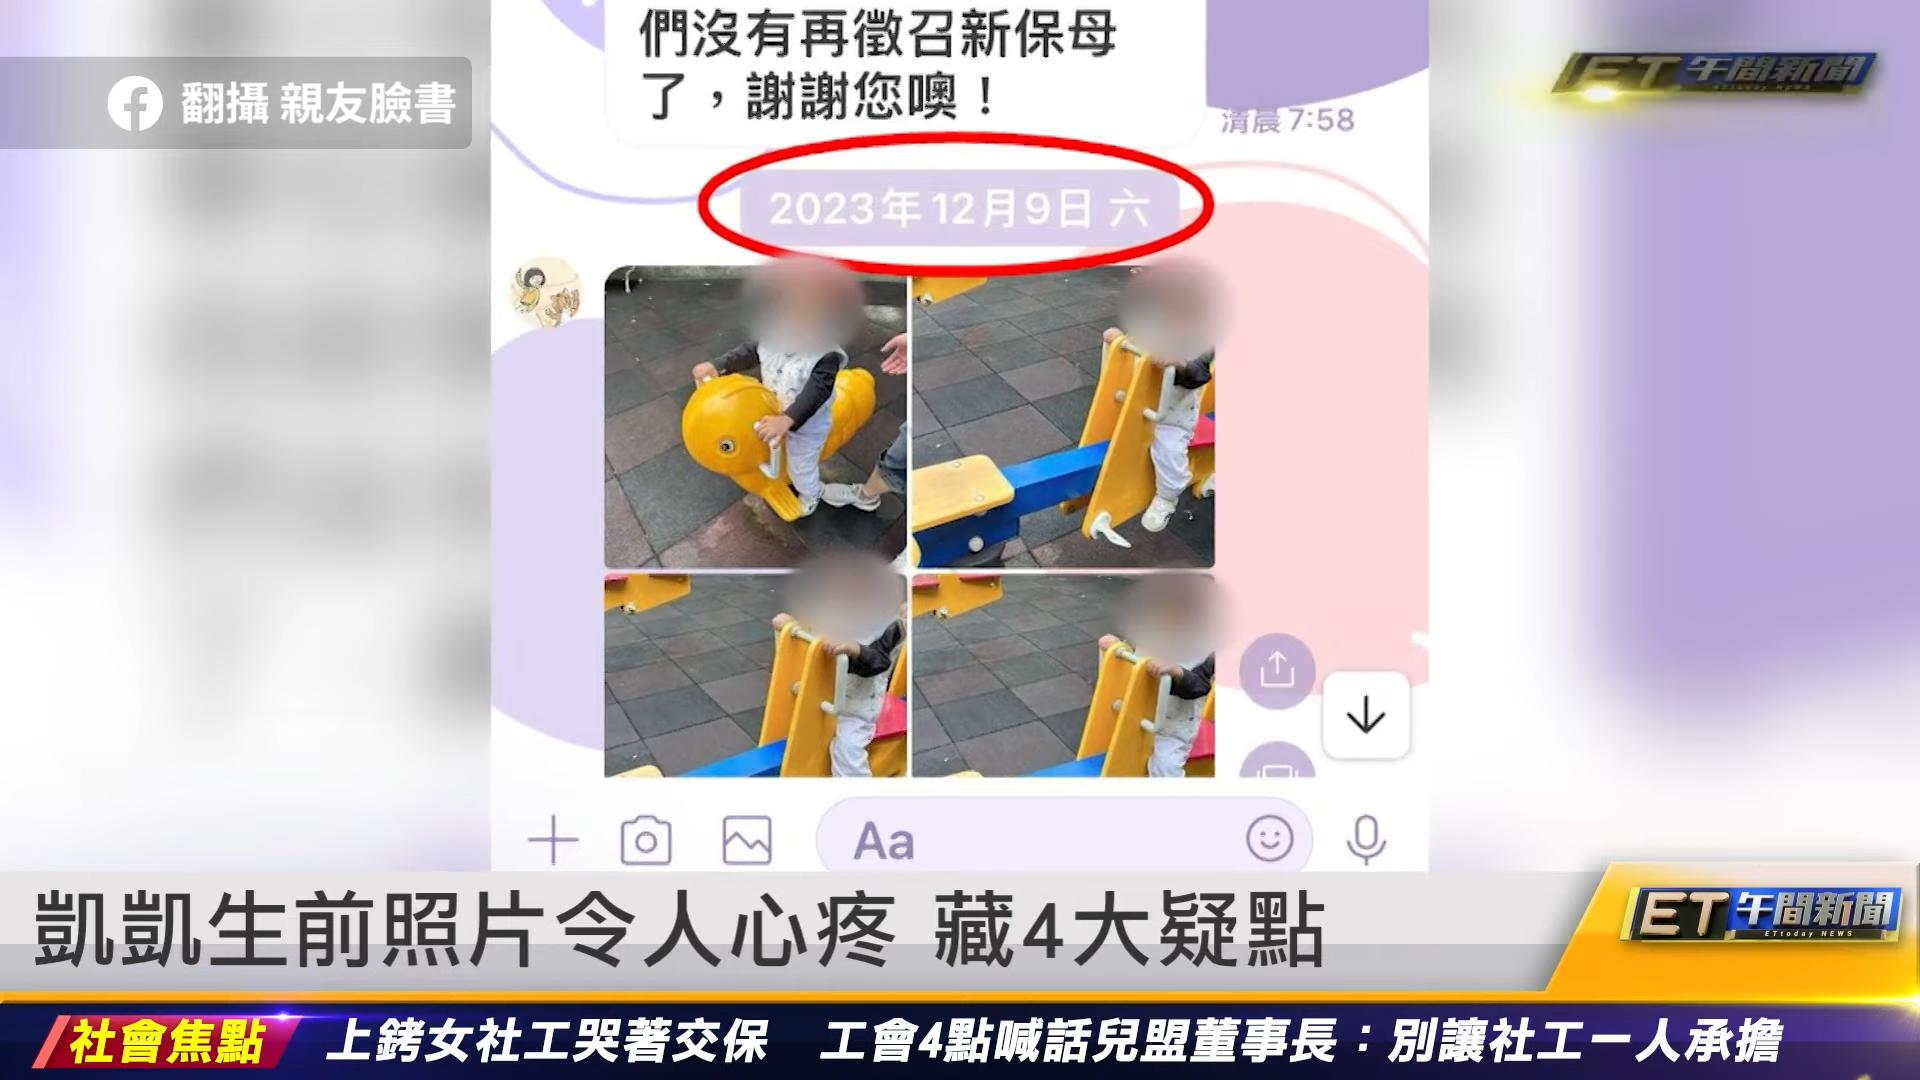 們沒有再徵召新保母
了，謝謝您噢！
翻攝 親友臉書
ET午間新聞
清晨 7:58
2023年12月9日 六
Aa
凱凱生前照片令人心疼 藏4大疑點
ET午間新聞
ETtoday NEWS
社會焦點
上銬女社工哭著交保 工會4點喊話兒盟董事長：別讓社工一人承擔